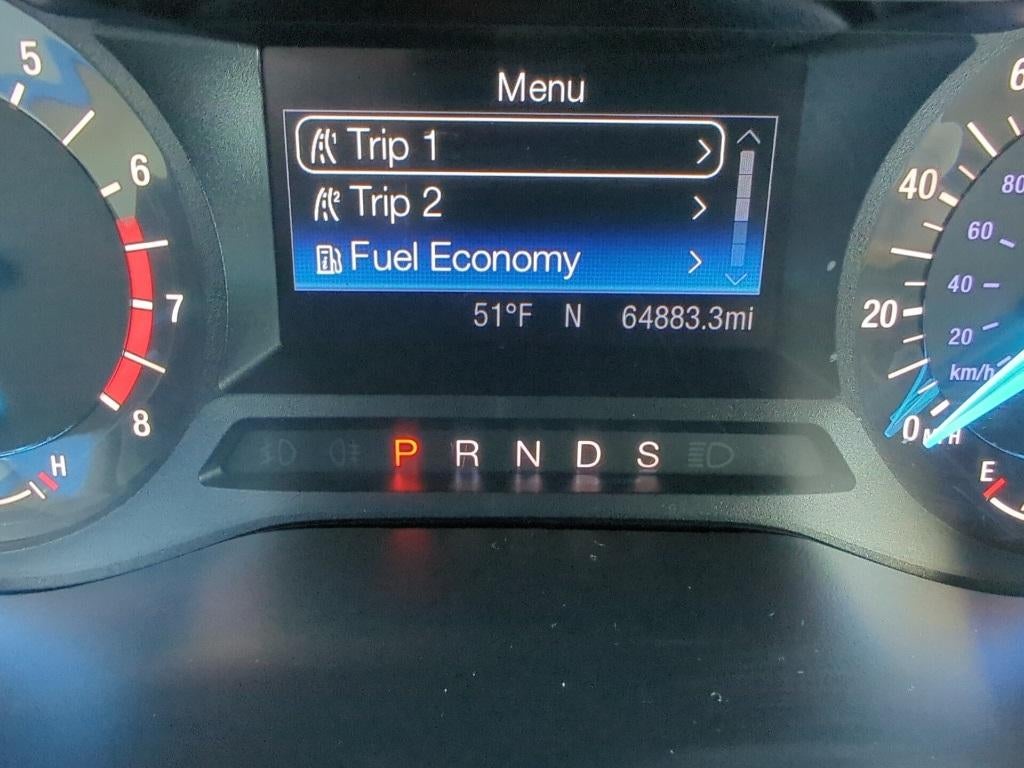 Menu
Trip 1
Trip 2
Fuel Economy
51°F N 64883.3mi
P R N D S
5
6
7
8
H
6
40
20
0
80
60
40
20
km/h
E